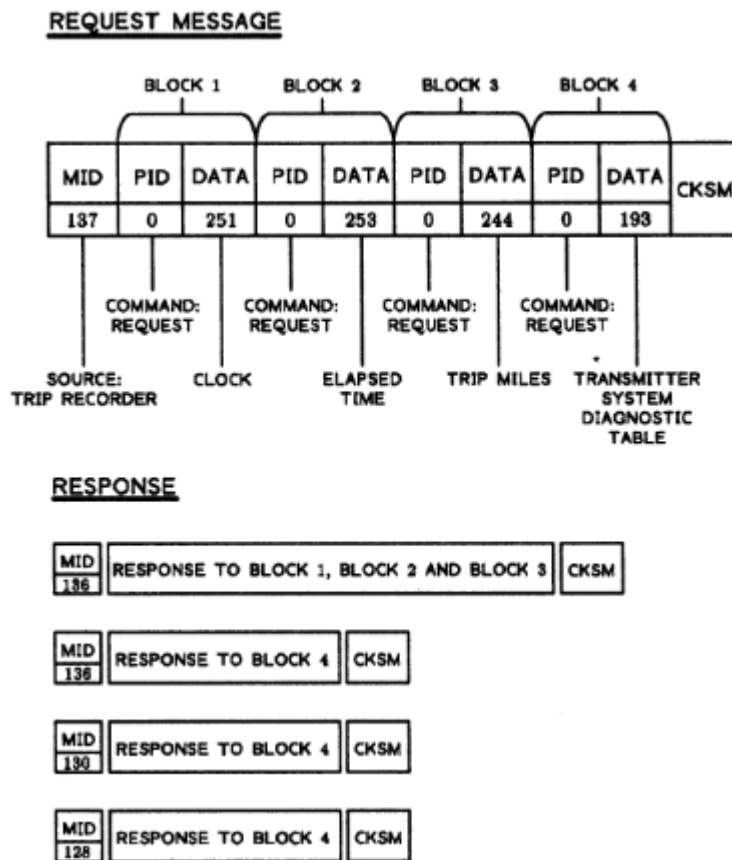 REQUEST MESSAGE
BLOCK 1 BLOCK 2 BLOCK 3 BLOCK 4
MID PID DATA PID DATA PID DATA PID DATA CKSM
137 0 251 0 253 0 244 0 193
COMMAND: REQUEST COMMAND: REQUEST COMMAND: REQUEST COMMAND: REQUEST
SOURCE: TRIP RECORDER CLOCK ELAPSED TIME TRIP MILES TRANSMITTER SYSTEM DIAGNOSTIC TABLE
RESPONSE
MID RESPONSE TO BLOCK 1, BLOCK 2 AND BLOCK 3 CKSM
136
MID RESPONSE TO BLOCK 4 CKSM
136
MID RESPONSE TO BLOCK 4 CKSM
130
MID RESPONSE TO BLOCK 4 CKSM
128